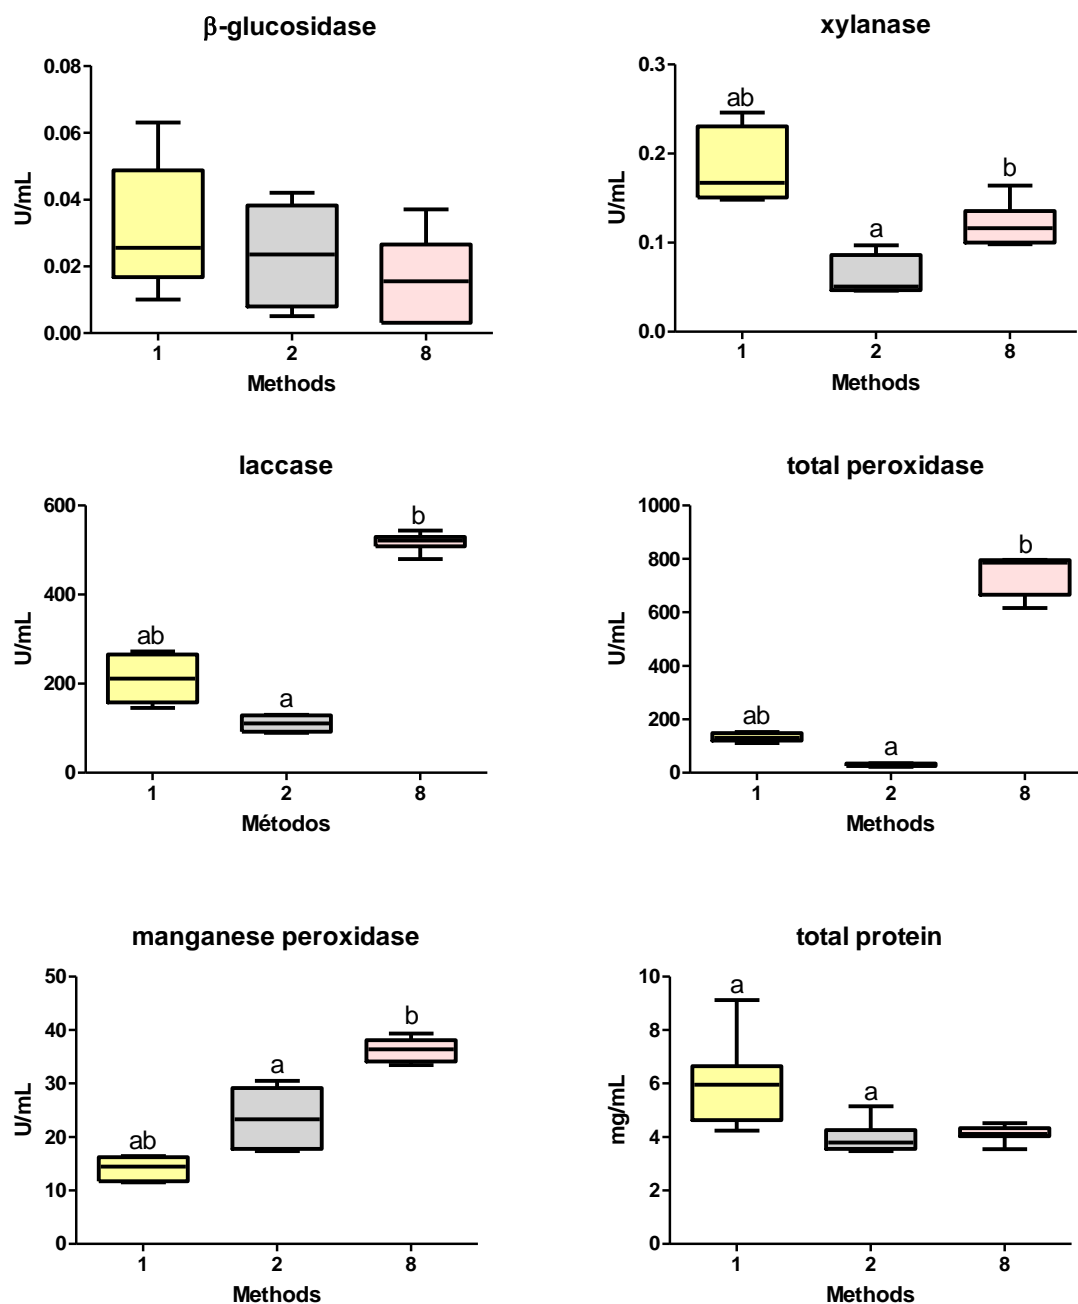 β-glucosidase
0.08
0.06
0.04
0.02
0.00
U/mL
1 2 8
Methods
xylanase
0.3
0.2
0.1
0.0
U/mL
ab
a
b
1 2 8
Methods
laccase
600
400
200
0
U/mL
ab
a
b
1 2 8
Métodos
total peroxidase
1000
800
600
400
200
0
U/mL
ab
a
b
1 2 8
Methods
manganese peroxidase
50
40
30
20
10
0
U/mL
ab
a
b
1 2 8
Methods
total protein
10
8
6
4
2
0
mg/mL
a
a
1 2 8
Methods